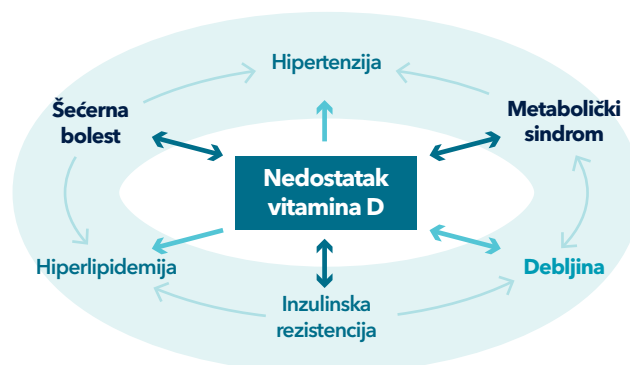 Hipertenzija
Šećerna
bolest
Metabolički
sindrom
Nedostatak
vitamina D
Hiperlipidemija
Debljina
Inzulinska
rezistencija